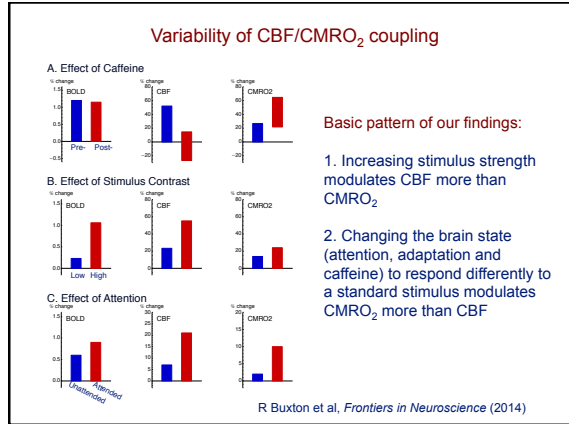 Variability of CBF/CMRO2 coupling
A. Effect of Caffeine
% change % change % change
BOLD CBF CMRO2
1.5 80 80
60 60
1.0 40 40
0.5 20 20
0.0 0 0
Pre- Post-
−0.5 −20 −20
B. Effect of Stimulus Contrast
% change % change % change
BOLD CBF CMRO2
1.5 80 80
60 60
1.0
40 40
0.5 20 20
0.0 0 0
Low High
C. Effect of Attention
% change % change % change
BOLD CBF CMRO2
1.5 30 20
25
1.0 20 15
15 10
0.5 10 5
5
0.0 0 0
Unattended Attended
Basic pattern of our findings:
1. Increasing stimulus strength
modulates CBF more than
CMRO2
2. Changing the brain state
(attention, adaptation and
caffeine) to respond differently to
a standard stimulus modulates
CMRO2 more than CBF
R Buxton et al, Frontiers in Neuroscience (2014)